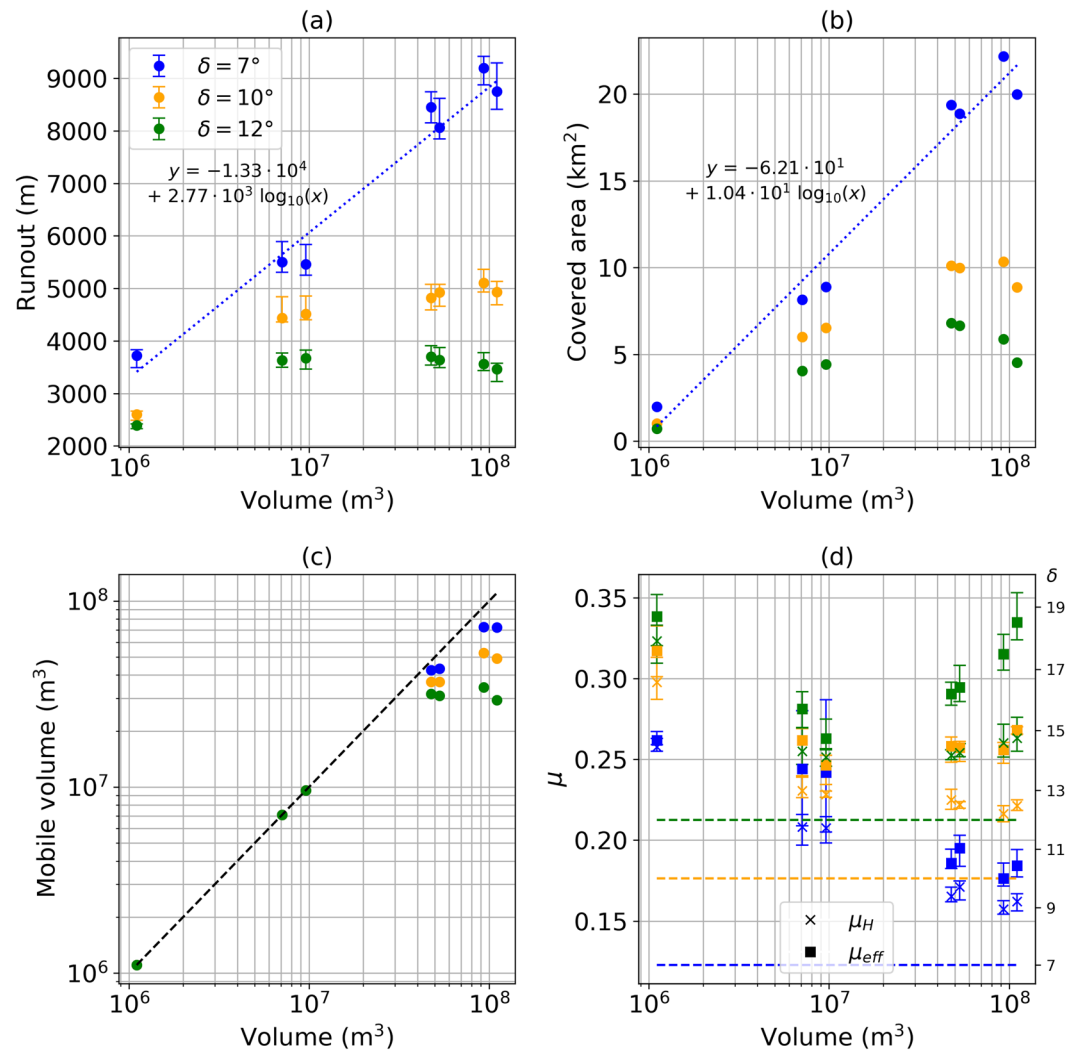 (a)
9000
8000
7000
6000
5000
4000
3000
2000
Runout (m)
δ = 7°
δ = 10°
δ = 12°
y = −1.33 · 10⁴
+ 2.77 · 10³ log₁₀(x)
10⁶ 10⁷ 10⁸
Volume (m³)
(b)
20
15
10
5
0
Covered area (km²)
y = −6.21 · 10¹
+ 1.04 · 10¹ log₁₀(x)
10⁶ 10⁷ 10⁸
Volume (m³)
(c)
10⁸
10⁷
10⁶
Mobile volume (m³)
10⁶ 10⁷ 10⁸
Volume (m³)
(d)
0.35
0.30
0.25
0.20
0.15
μ
δ
19
17
15
13
11
9
7
μ_H
μ_eff
10⁶ 10⁷ 10⁸
Volume (m³)